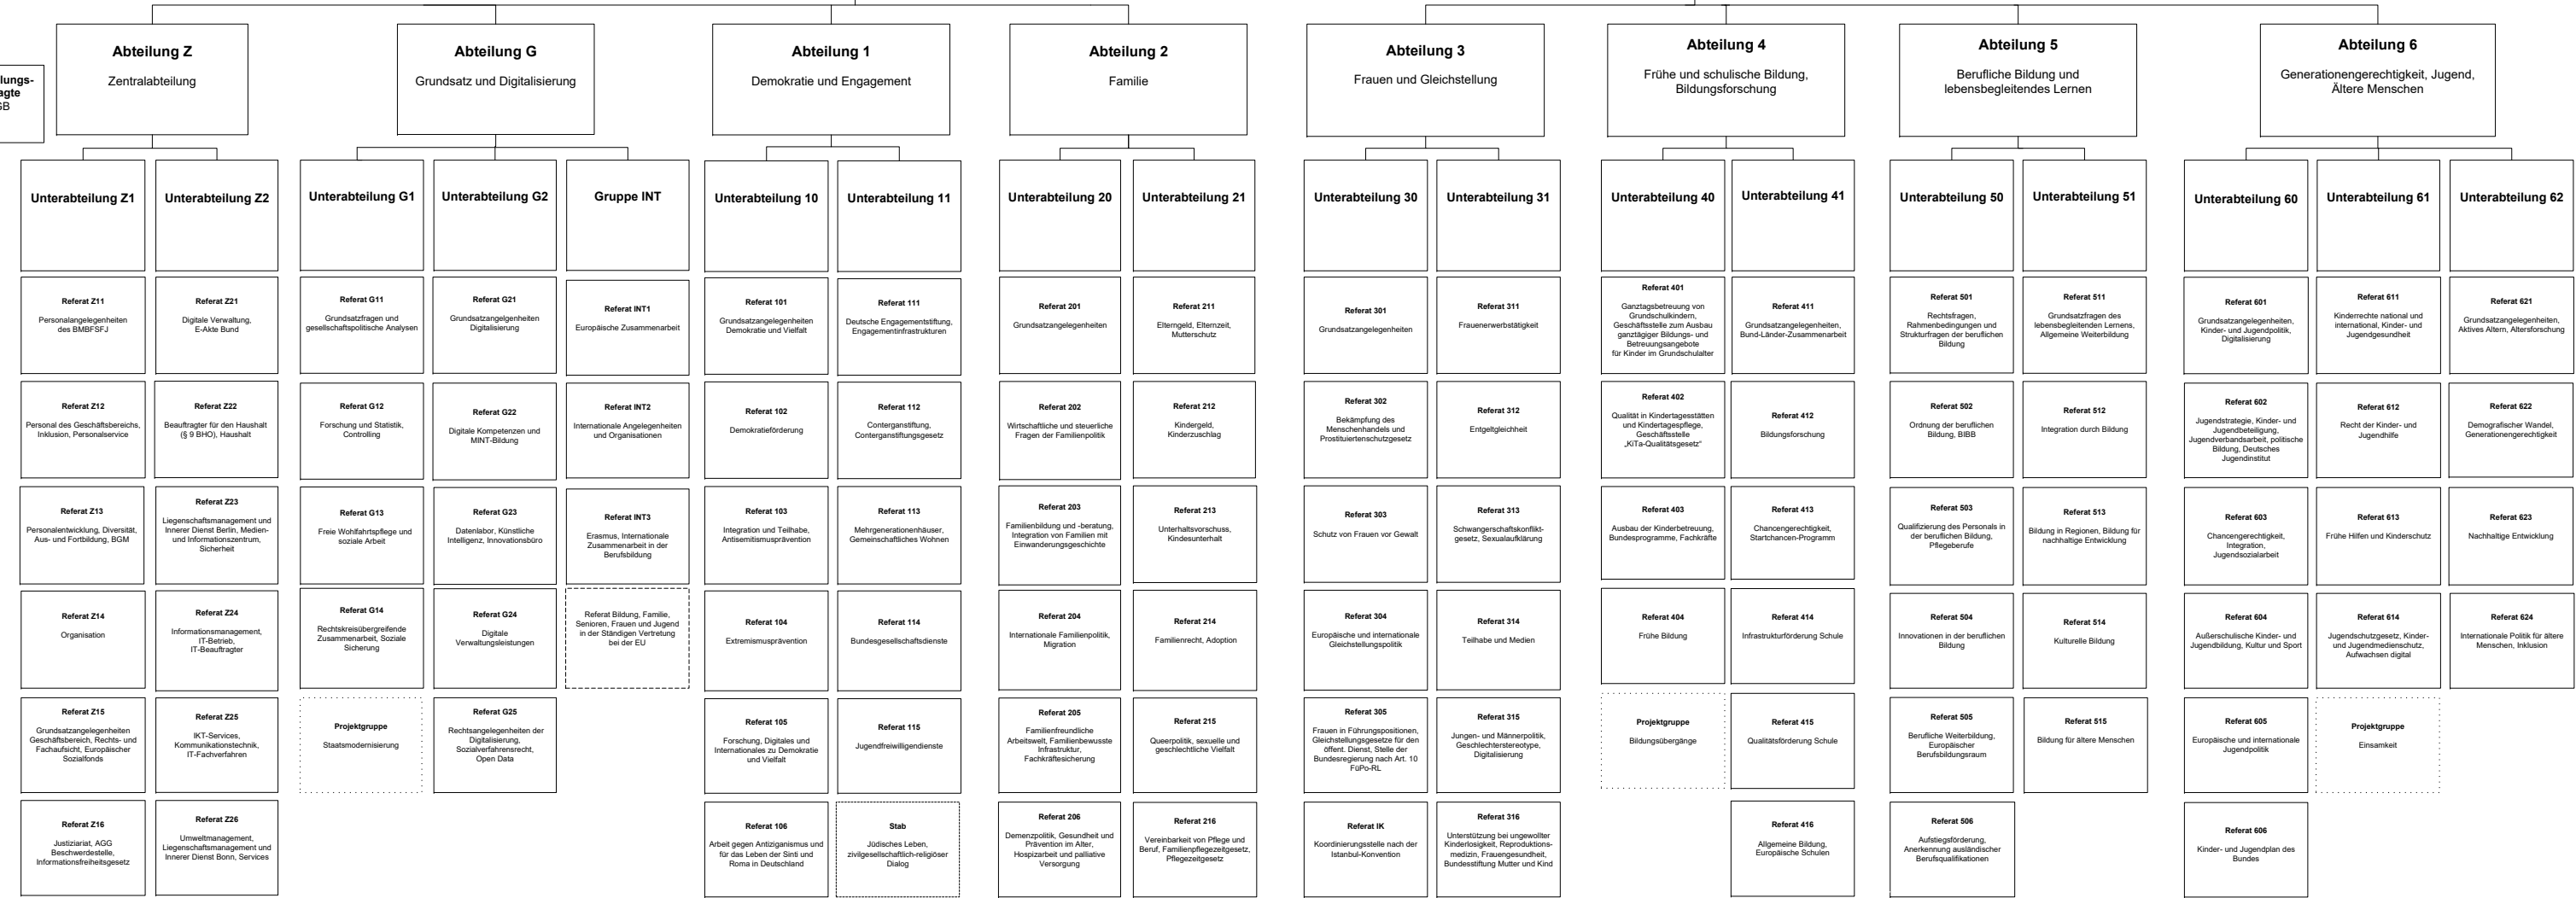 lungs-
agte
GB
Abteilung Z
Zentralabteilung
Abteilung G
Grundsatz und Digitalisierung
Abteilung 1
Demokratie und Engagement
Abteilung 2
Familie
Abteilung 3
Frauen und Gleichstellung
Abteilung 4
Frühe und schulische Bildung,
Bildungsforschung
Abteilung 5
Berufliche Bildung und
lebensbegleitendes Lernen
Abteilung 6
Generationengerechtigkeit, Jugend,
Ältere Menschen
Unterabteilung Z1
Referat Z11
Personalangelegenheiten
des BMBFSFJ
Referat Z12
Personal des Geschäftsbereichs,
Inklusion, Personalservice
Referat Z13
Personalentwicklung, Diversität,
Aus- und Fortbildung, BGM
Referat Z14
Organisation
Referat Z15
Grundsatzangelegenheiten
Geschäftsbereich, Rechts- und
Fachaufsicht, Europäischer
Sozialfonds
Referat Z16
Justiziariat, AGG
Beschwerdestelle,
Informationsfreiheitsgesetz
Unterabteilung Z2
Referat Z21
Digitale Verwaltung,
E-Akte Bund
Referat Z22
Beauftragter für den Haushalt
(§ 9 BHO), Haushalt
Referat Z23
Liegenschaftsmanagement und
Innerer Dienst Berlin, Medien-
und Informationszentrum,
Sicherheit
Referat Z24
Informationsmanagement,
IT-Betrieb,
IT-Beauftragter
Referat Z25
IKT-Services,
Kommunikationstechnik,
IT-Fachverfahren
Referat Z26
Umweltmanagement,
Liegenschaftsmanagement und
Innerer Dienst Bonn, Services
Unterabteilung G1
Referat G11
Grundsatzfragen und
gesellschaftspolitische Analysen
Referat G12
Forschung und Statistik,
Controlling
Referat G13
Freie Wohlfahrtspflege und
soziale Arbeit
Referat G14
Rechtskreisübergreifende
Zusammenarbeit, Soziale
Sicherung
Projektgruppe
Staatsmodernisierung
Unterabteilung G2
Referat G21
Grundsatzangelgenheiten
Digitalisierung
Referat G22
Digitale Kompetenzen und
MINT-Bildung
Referat G23
Datenlabor, Künstliche
Intelligenz, Innovationsbüro
Referat G24
Digitale
Verwaltungsleistungen
Referat G25
Rechtsangelegenheiten der
Digitalisierung,
Sozialverfahrensrecht,
Open Data
Gruppe INT
Referat INT1
Europäische Zusammenarbeit
Referat INT2
Internationale Angelegenheiten
und Organisationen
Referat INT3
Erasmus, Internationale
Zusammenarbeit in der
Berufsbildung
Referat Bildung, Familie,
Senioren, Frauen und Jugend
in der Ständigen Vertretung
bei der EU
Unterabteilung 10
Referat 101
Grundsatzangelegenheiten
Demokratie und Vielfalt
Referat 102
Demokratieförderung
Referat 103
Integration und Teilhabe,
Antisemitismusprävention
Referat 104
Extremismusprävention
Referat 105
Forschung, Digitales und
Internationales zu Demokratie
und Vielfalt
Referat 106
Arbeit gegen Antiziganismus und
für das Leben der Sinti und
Roma in Deutschland
Unterabteilung 11
Referat 111
Deutsche Engagementstiftung,
Engagementinfrastrukturen
Referat 112
Conterganstiftung,
Conterganstiftungsgesetz
Referat 113
Mehrgenerationenhäuser,
Gemeinschaftliches Wohnen
Referat 114
Bundesgesellschaftsdienste
Referat 115
Jugendfreiwilligendienste
Stab
Jüdisches Leben,
zivilgesellschaftlich-religiöser
Dialog
Unterabteilung 20
Referat 201
Grundsatzangelegenheiten
Referat 202
Wirtschaftliche und steuerliche
Fragen der Familienpolitik
Referat 203
Familienbildung und -beratung,
Integration von Familien mit
Einwanderungsgeschichte
Referat 204
Internationale Familienpolitik,
Migration
Referat 205
Familienfreundliche
Arbeitswelt, Familienbewusste
Infrastruktur,
Fachkräftesicherung
Referat 206
Demenzpolitik, Gesundheit und
Prävention im Alter,
Hospizarbeit und palliative
Versorgung
Unterabteilung 21
Referat 211
Elterngeld, Elternzeit,
Mutterschutz
Referat 212
Kindergeld,
Kinderzuschlag
Referat 213
Unterhaltsvorschuss,
Kindesunterhalt
Referat 214
Familienrecht, Adoption
Referat 215
Queerpolitik, sexuelle und
geschlechtliche Vielfalt
Referat 216
Vereinbarkeit von Pflege und
Beruf, Familienpflegezeitgesetz,
Pflegezeitgesetz
Unterabteilung 30
Referat 301
Grundsatzangelegenheiten
Referat 302
Bekämpfung des
Menschenhandels und
Prostituiertenschutzgesetz
Referat 303
Schutz von Frauen vor Gewalt
Referat 304
Europäische und internationale
Gleichstellungspolitik
Referat 305
Frauen in Führungspositionen,
Gleichstellungsgesetze für den
öffent. Dienst, Stelle der
Bundesregierung nach Art. 10
FüPo-RL
Referat IK
Koordinierungsstelle nach der
Istanbul-Konvention
Unterabteilung 31
Referat 311
Frauenerwerbstätigkeit
Referat 312
Entgeltgleichheit
Referat 313
Schwangerschaftskonflikt-
gesetz, Sexualaufklärung
Referat 314
Teilhabe und Medien
Referat 315
Jungen- und Männerpolitik,
Geschlechterstereotype,
Digitalisierung
Referat 316
Unterstützung bei ungewollter
Kinderlosigkeit, Reproduktions-
medizin, Frauengesundheit,
Bundesstiftung Mutter und Kind
Unterabteilung 40
Referat 401
Ganztagsbetreuung von
Grundschulkindern,
Geschäftsstelle zum Ausbau
ganztägiger Bildungs- und
Betreuungsangebote
für Kinder im Grundschulalter
Referat 402
Qualität in Kindertagesstätten
und Kindertagespflege,
Geschäftsstelle
„KiTa-Qualitätsgesetz“
Referat 403
Ausbau der Kinderbetreuung,
Bundesprogramme, Fachkräfte
Referat 404
Frühe Bildung
Projektgruppe
Bildungsübergänge
Unterabteilung 41
Referat 411
Grundsatzangelegenheiten,
Bund-Länder-Zusammenarbeit
Referat 412
Bildungsforschung
Referat 413
Chancengerechtigkeit,
Startchancen-Programm
Referat 414
Infrastrukturförderung Schule
Referat 415
Qualitätsförderung Schule
Referat 416
Allgemeine Bildung,
Europäische Schulen
Unterabteilung 50
Referat 501
Rechtsfragen,
Rahmenbedingungen und
Strukturfragen der beruflichen
Bildung
Referat 502
Ordnung der beruflichen
Bildung, BIBB
Referat 503
Qualifizierung des Personals in
der beruflichen Bildung,
Pflegeberufe
Referat 504
Innovationen in der beruflichen
Bildung
Referat 505
Berufliche Weiterbildung,
Europäischer
Berufsbildungsraum
Referat 506
Aufstiegsförderung,
Anerkennung ausländischer
Berufsqualifikationen
Unterabteilung 51
Referat 511
Grundsatzfragen des
lebensbegleitenden Lernens,
Allgemeine Weiterbildung
Referat 512
Integration durch Bildung
Referat 513
Bildung in Regionen, Bildung für
nachhaltige Entwicklung
Referat 514
Kulturelle Bildung
Referat 515
Bildung für ältere Menschen
Unterabteilung 60
Referat 601
Grundsatzangelegenheiten,
Kinder- und Jugendpolitik,
Digitalisierung
Referat 602
Jugendstrategie, Kinder- und
Jugendbeteiligung,
Jugendverbandsarbeit, politische
Bildung, Deutsches
Jugendinstitut
Referat 603
Chancengerechtigkeit,
Integration,
Jugendsozialarbeit
Referat 604
Außerschulische Kinder- und
Jugendbildung, Kultur und Sport
Referat 605
Europäische und internationale
Jugendpolitik
Referat 606
Kinder- und Jugendplan des
Bundes
Unterabteilung 61
Referat 611
Kinderrechte national und
international, Kinder- und
Jugendgesundheit
Referat 612
Recht der Kinder- und
Jugendhilfe
Referat 613
Frühe Hilfen und Kinderschutz
Referat 614
Jugendschutzgesetz, Kinder-
und Jugendmedienschutz,
Aufwachsen digital
Projektgruppe
Einsamkeit
Unterabteilung 62
Referat 621
Grundsatzangelegenheiten,
Aktives Altern, Altersforschung
Referat 622
Demografischer Wandel,
Generationengerechtigkeit
Referat 623
Nachhaltige Entwicklung
Referat 624
Internationale Politik für ältere
Menschen, Inklusion